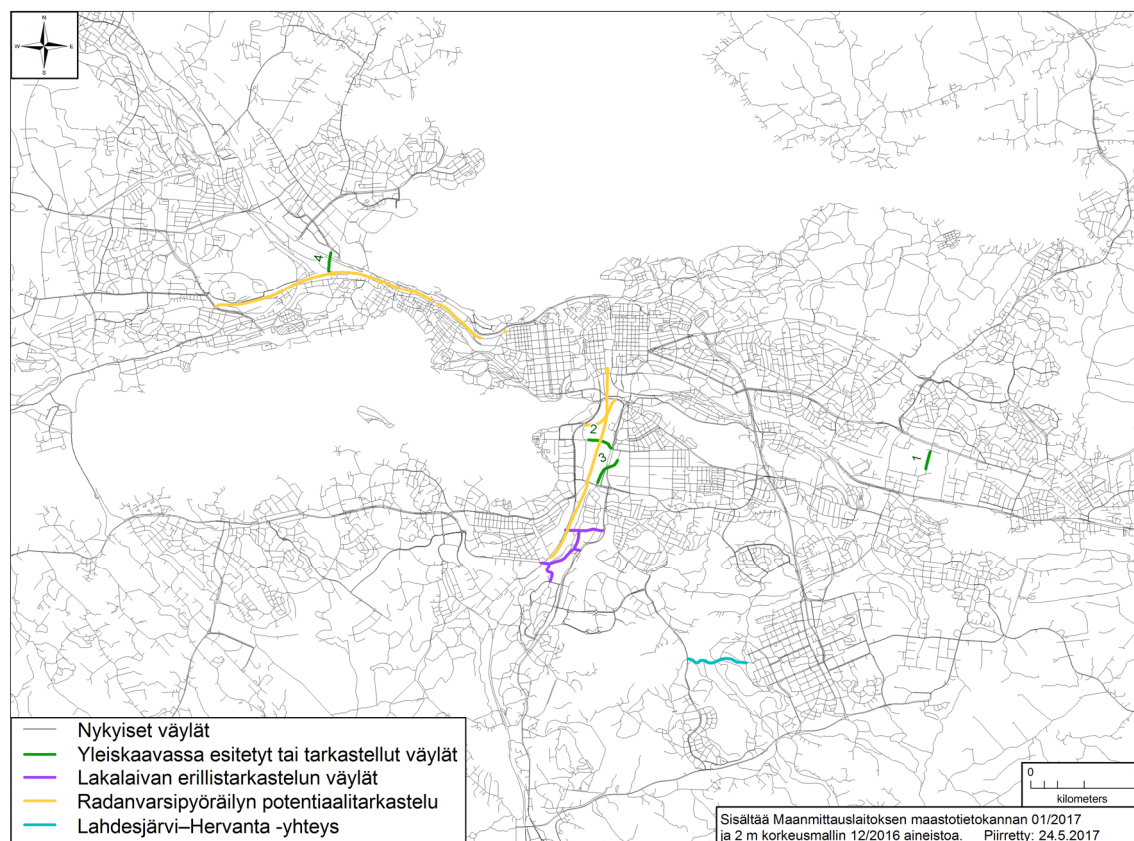 N
W E
S
4
2
3
1
Nykyiset väylät
Yleiskaavassa esitetyt tai tarkastellut väylät
Lakalaivan erillistarkastelun väylät
Radanvarsipyöräilyn potentiaalitarkastelu
Lahdesjärvi–Hervanta -yhteys
0
kilometers
Sisältää Maanmittauslaitoksen maastotietokannan 01/2017
ja 2 m korkeusmallin 12/2016 aineistoa. Piirretty: 24.5.2017